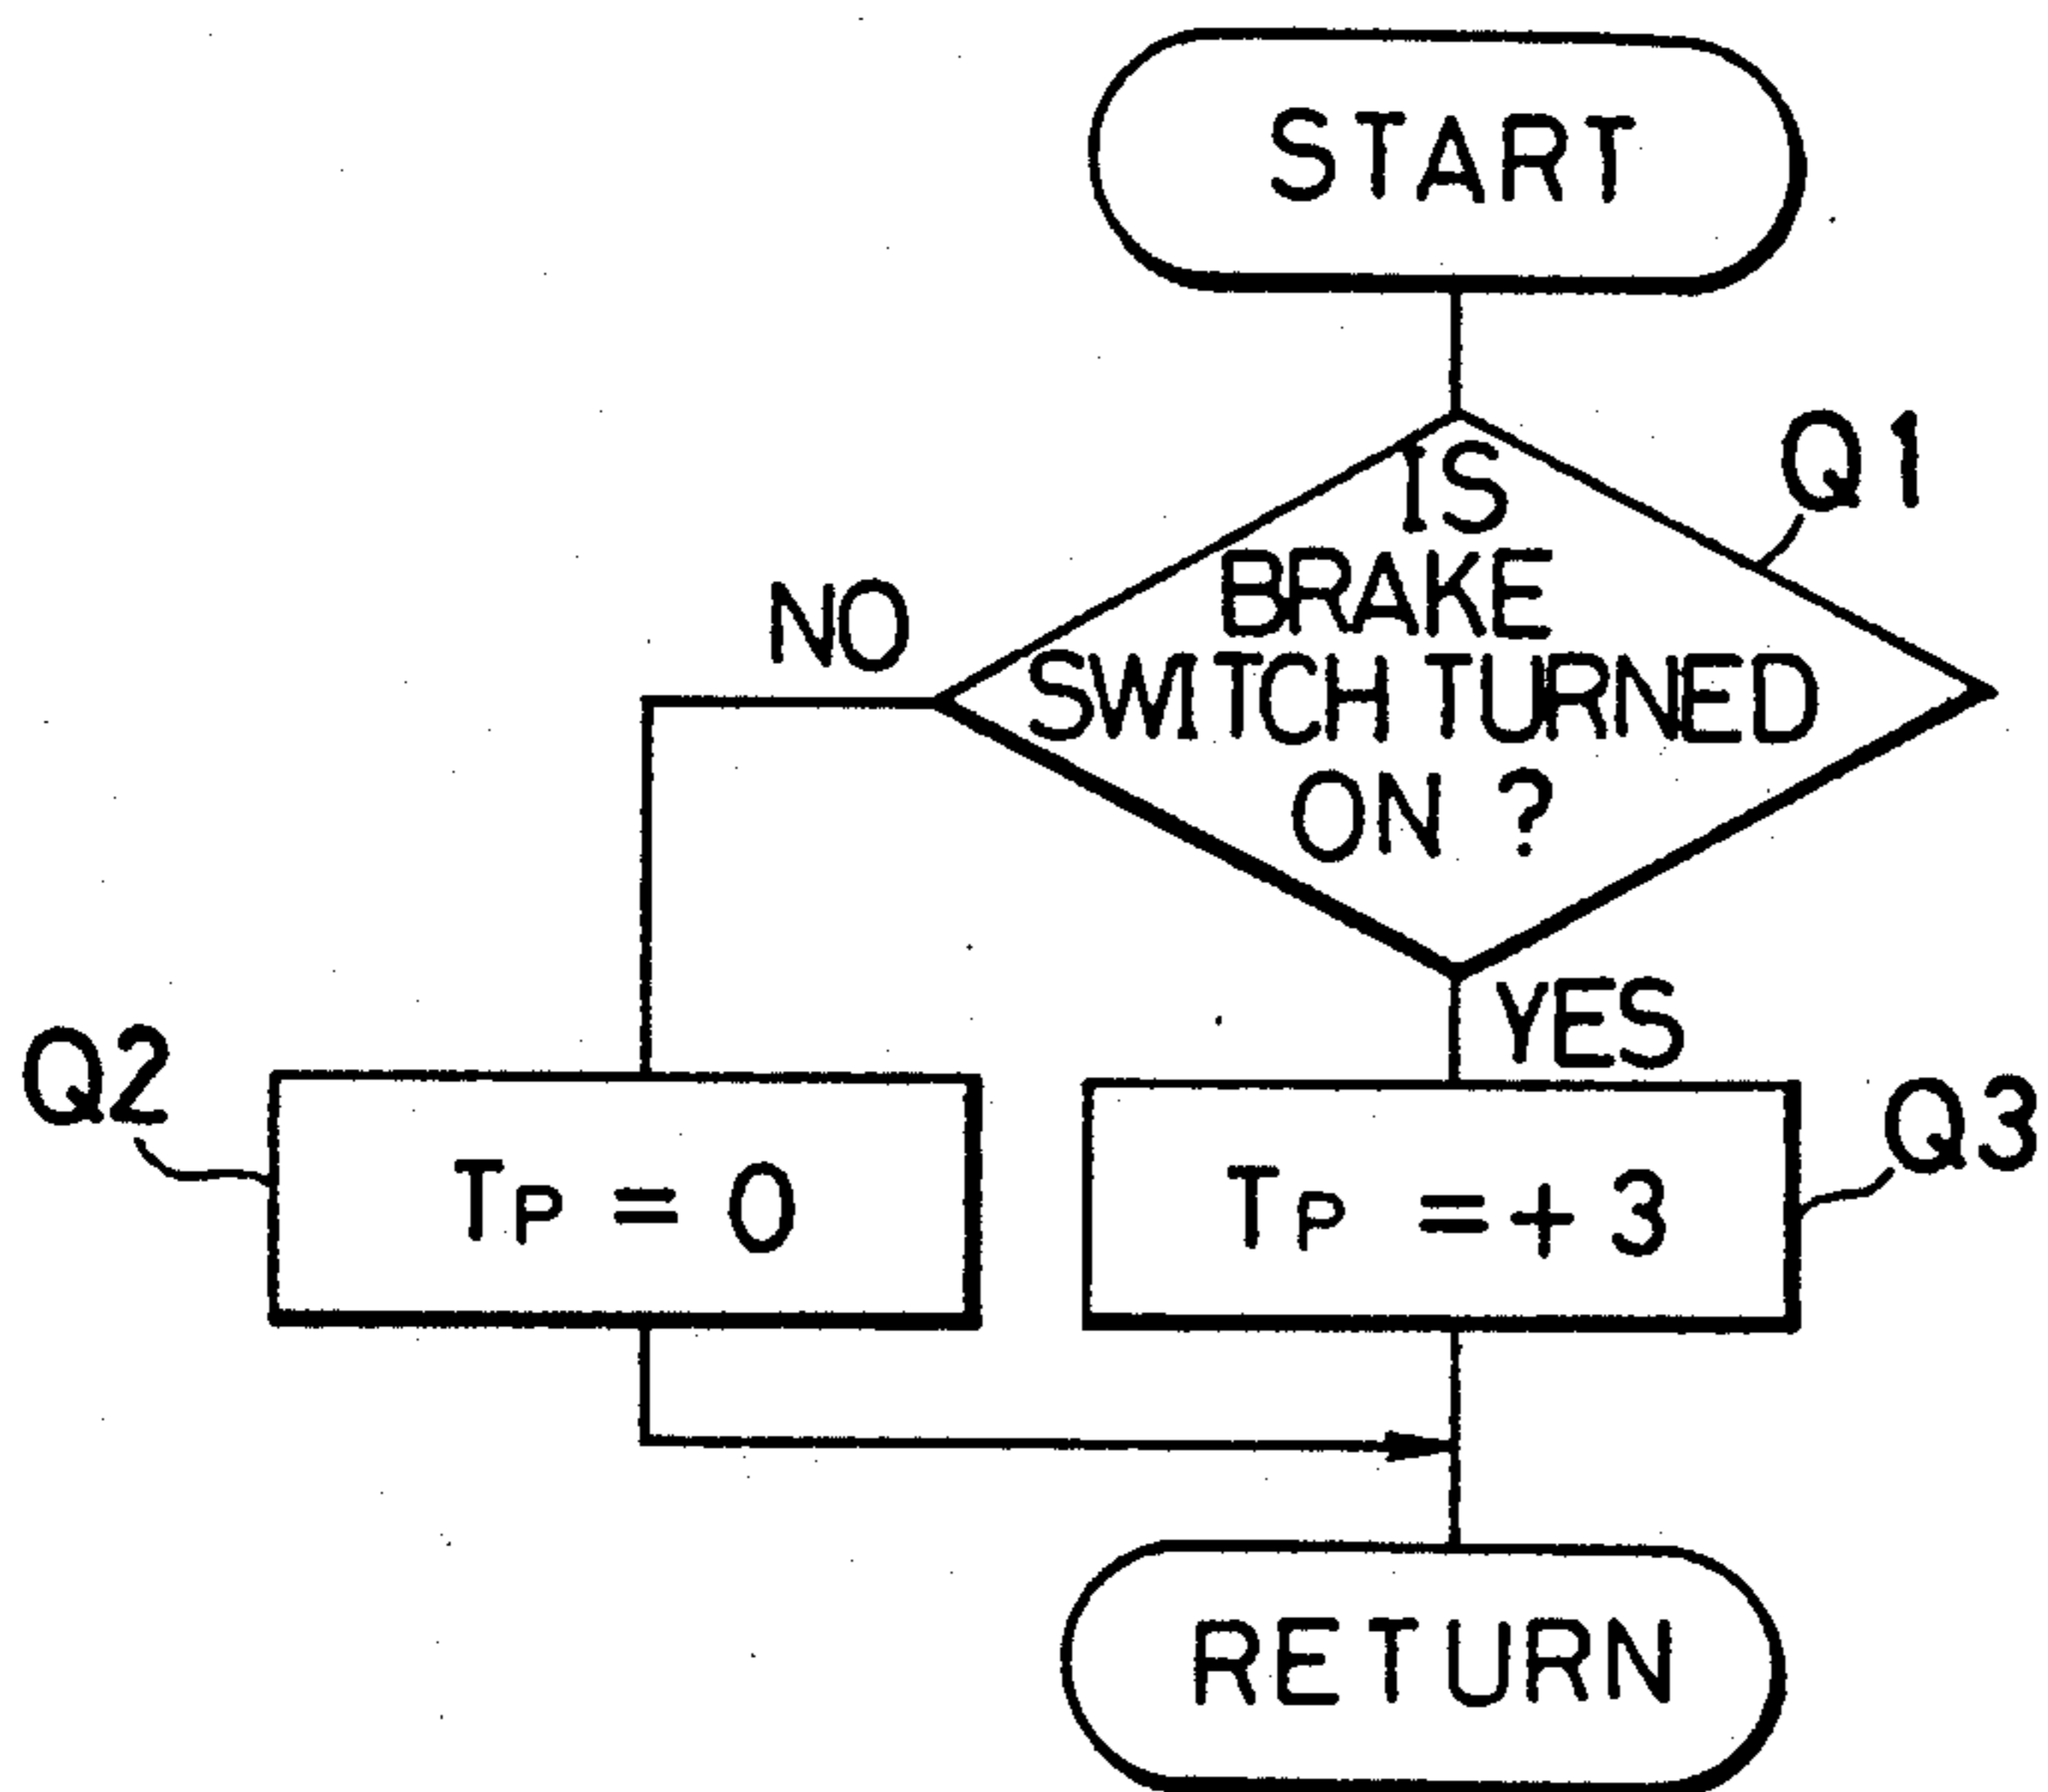 START
Q1
IS
BRAKE
SWITCH TURNED
ON ?
NO
YES
Q2
TP = 0
TP = + 3
Q3
RETURN